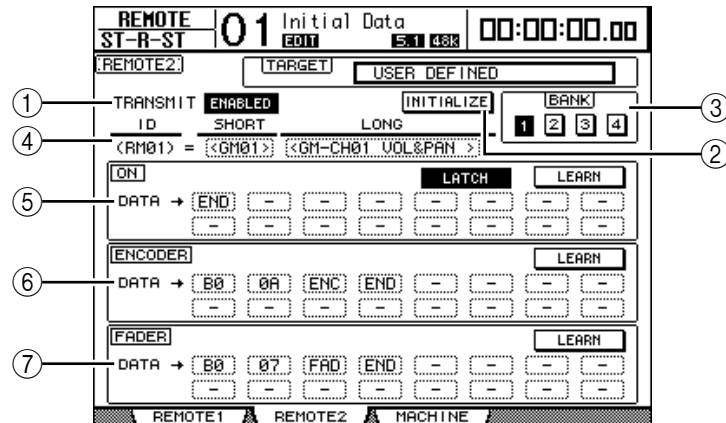 REMOTE
ST-R-ST
01 Initial Data
EDIT 5.1 48k
00:00:00.00
REMOTE2
TARGET
USER DEFINED
① TRANSMIT ENABLED INITIALIZE BANK ③
ID SHORT LONG 1 2 3 4
④ (RM01) = <GM01> <GM-CH01 VOL&PAN > ②
ON LATCH LEARN
⑤ DATA → END - - - - - - -
- - - - - - - -
ENCODER LEARN
⑥ DATA → B0 0A ENC END - - - -
- - - - - - - -
FADER LEARN
⑦ DATA → B0 07 FAD END - - - -
- - - - - - - -
REMOTE1 REMOTE2 MACHINE